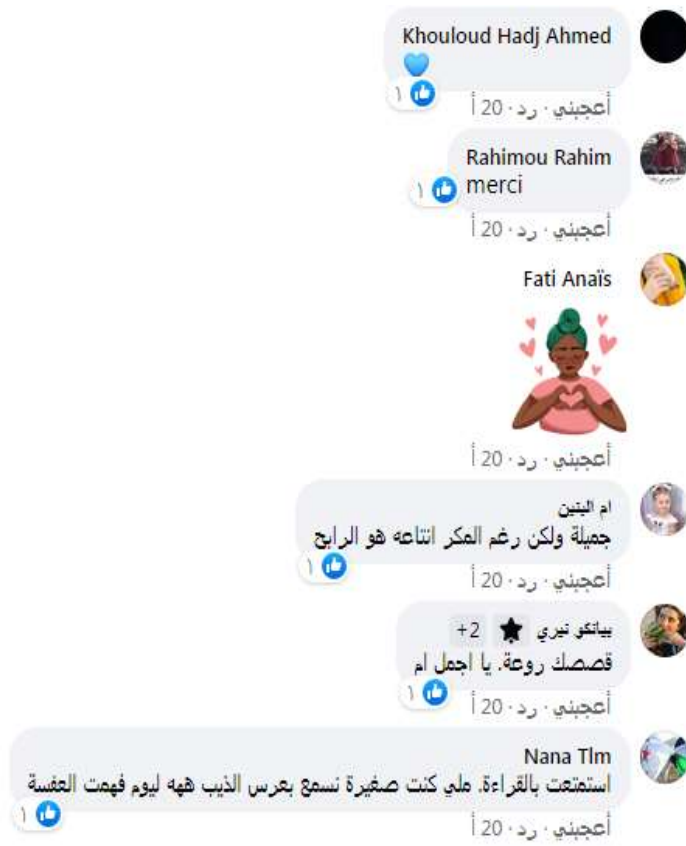 Khouloud Hadj Ahmed
💙
١
أعجبني · رد · 20 أ
Rahimou Rahim
merci
١
أعجبني · رد · 20 أ
Fati Anaïs
أعجبني · رد · 20 أ
ام البنين
جميلة ولكن رغم المكر انتاعه هو الرابح
١
أعجبني · رد · 20 أ
بيانكو نيري +2
قصصك روعة. يا اجمل ام
١
أعجبني · رد · 20 أ
Nana Tlm
استمتعت بالقراءة. ملي كنت صغيرة نسمع بعرس الذيب ههه ليوم فهمت العفسة
١
أعجبني · رد · 20 أ